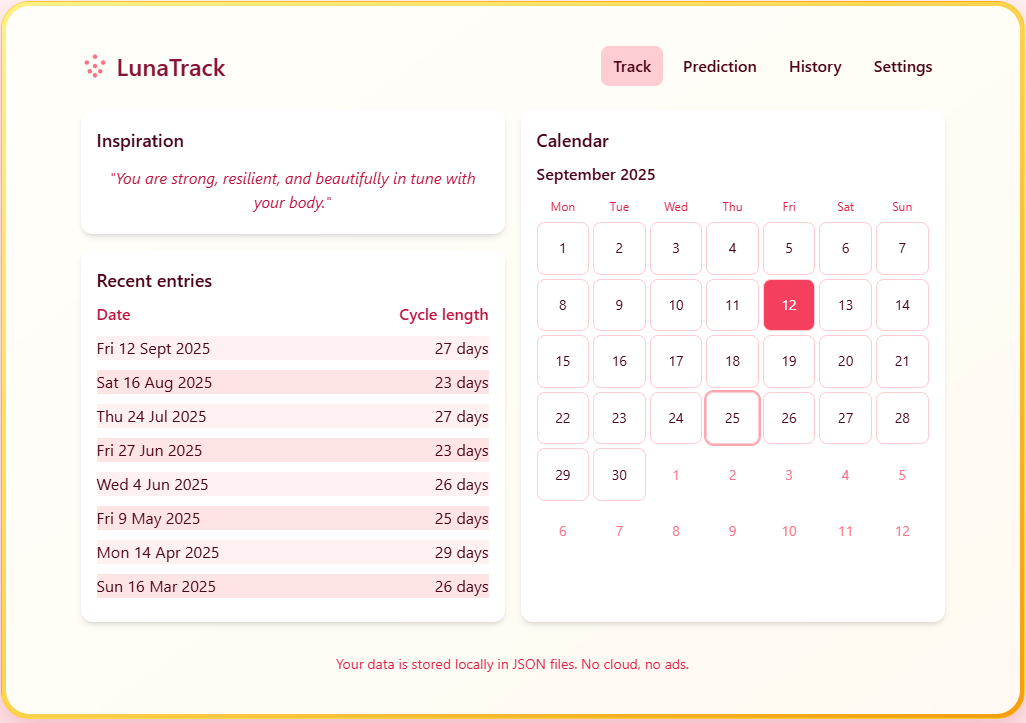 LunaTrack
Track Prediction History Settings
Inspiration
"You are strong, resilient, and beautifully in tune with
your body."
Recent entries
Date Cycle length
Fri 12 Sept 2025 27 days
Sat 16 Aug 2025 23 days
Thu 24 Jul 2025 27 days
Fri 27 Jun 2025 23 days
Wed 4 Jun 2025 26 days
Fri 9 May 2025 25 days
Mon 14 Apr 2025 29 days
Sun 16 Mar 2025 26 days
Calendar
September 2025
Mon Tue Wed Thu Fri Sat Sun
1 2 3 4 5 6 7
8 9 10 11 12 13 14
15 16 17 18 19 20 21
22 23 24 25 26 27 28
29 30 1 2 3 4 5
6 7 8 9 10 11 12
Your data is stored locally in JSON files. No cloud, no ads.